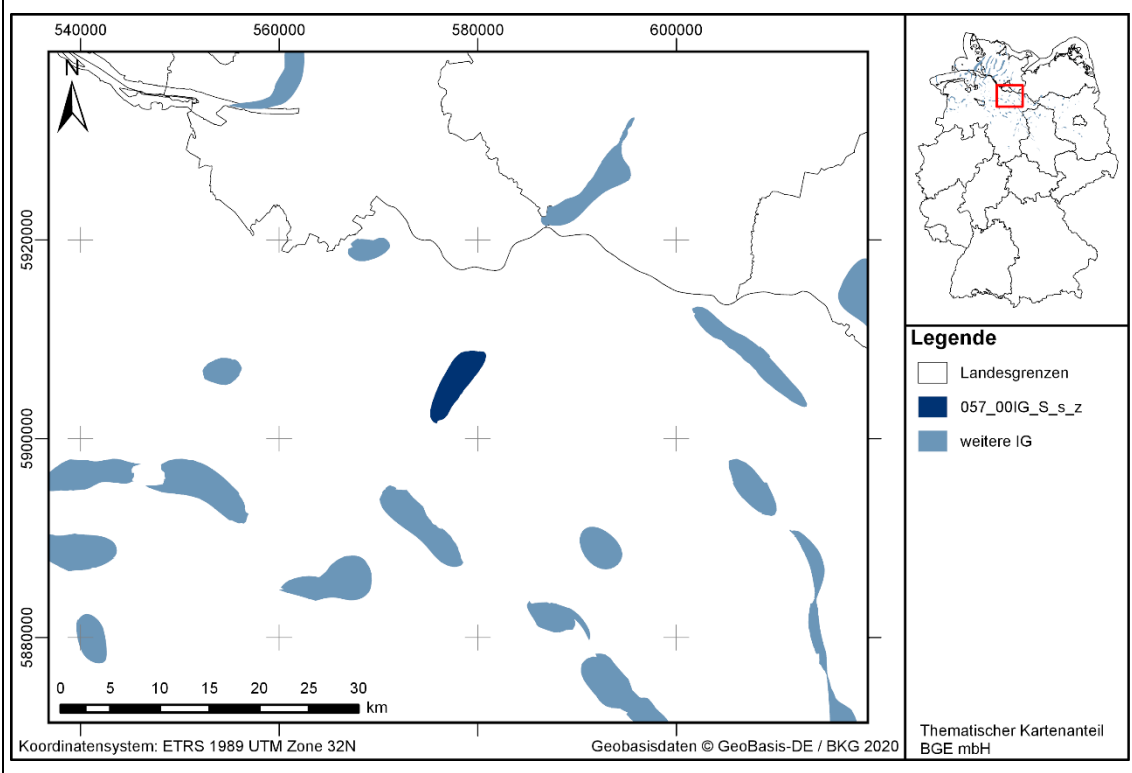 540000 560000 580000 600000
N
5920000
5900000
5880000
0 5 10 15 20 25 30
km
Koordinatensystem: ETRS 1989 UTM Zone 32N
Geobasisdaten © GeoBasis-DE / BKG 2020
Legende
Landesgrenzen
057_00IG_S_s_z
weitere IG
Thematischer Kartenanteil
BGE mbH